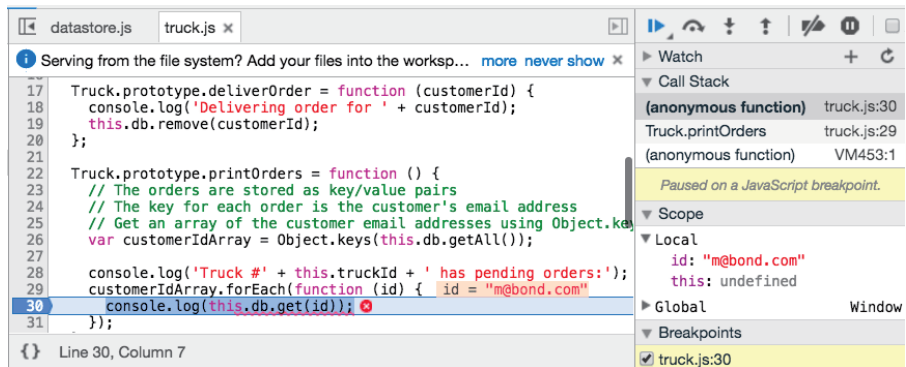 datastore.js truck.js ×
Serving from the file system? Add your files into the worksp... more never show ×
17 Truck.prototype.deliverOrder = function (customerId) {
18 console.log('Delivering order for ' + customerId);
19 this.db.remove(customerId);
20 };
21
22 Truck.prototype.printOrders = function () {
23 // The orders are stored as key/value pairs
24 // The key for each order is the customer's email address
25 // Get an array of the customer email addresses using Object.key
26 var customerIdArray = Object.keys(this.db.getAll());
27
28 console.log('Truck #' + this.truckId + ' has pending orders:');
29 customerIdArray.forEach(function (id) { id = "m@bond.com"
30 console.log(this.db.get(id));
31 });
{} Line 30, Column 7
Watch
Call Stack
(anonymous function) truck.js:30
Truck.printOrders truck.js:29
(anonymous function) VM453:1
Paused on a JavaScript breakpoint.
Scope
Local
id: "m@bond.com"
this: undefined
Global Window
Breakpoints
truck.js:30